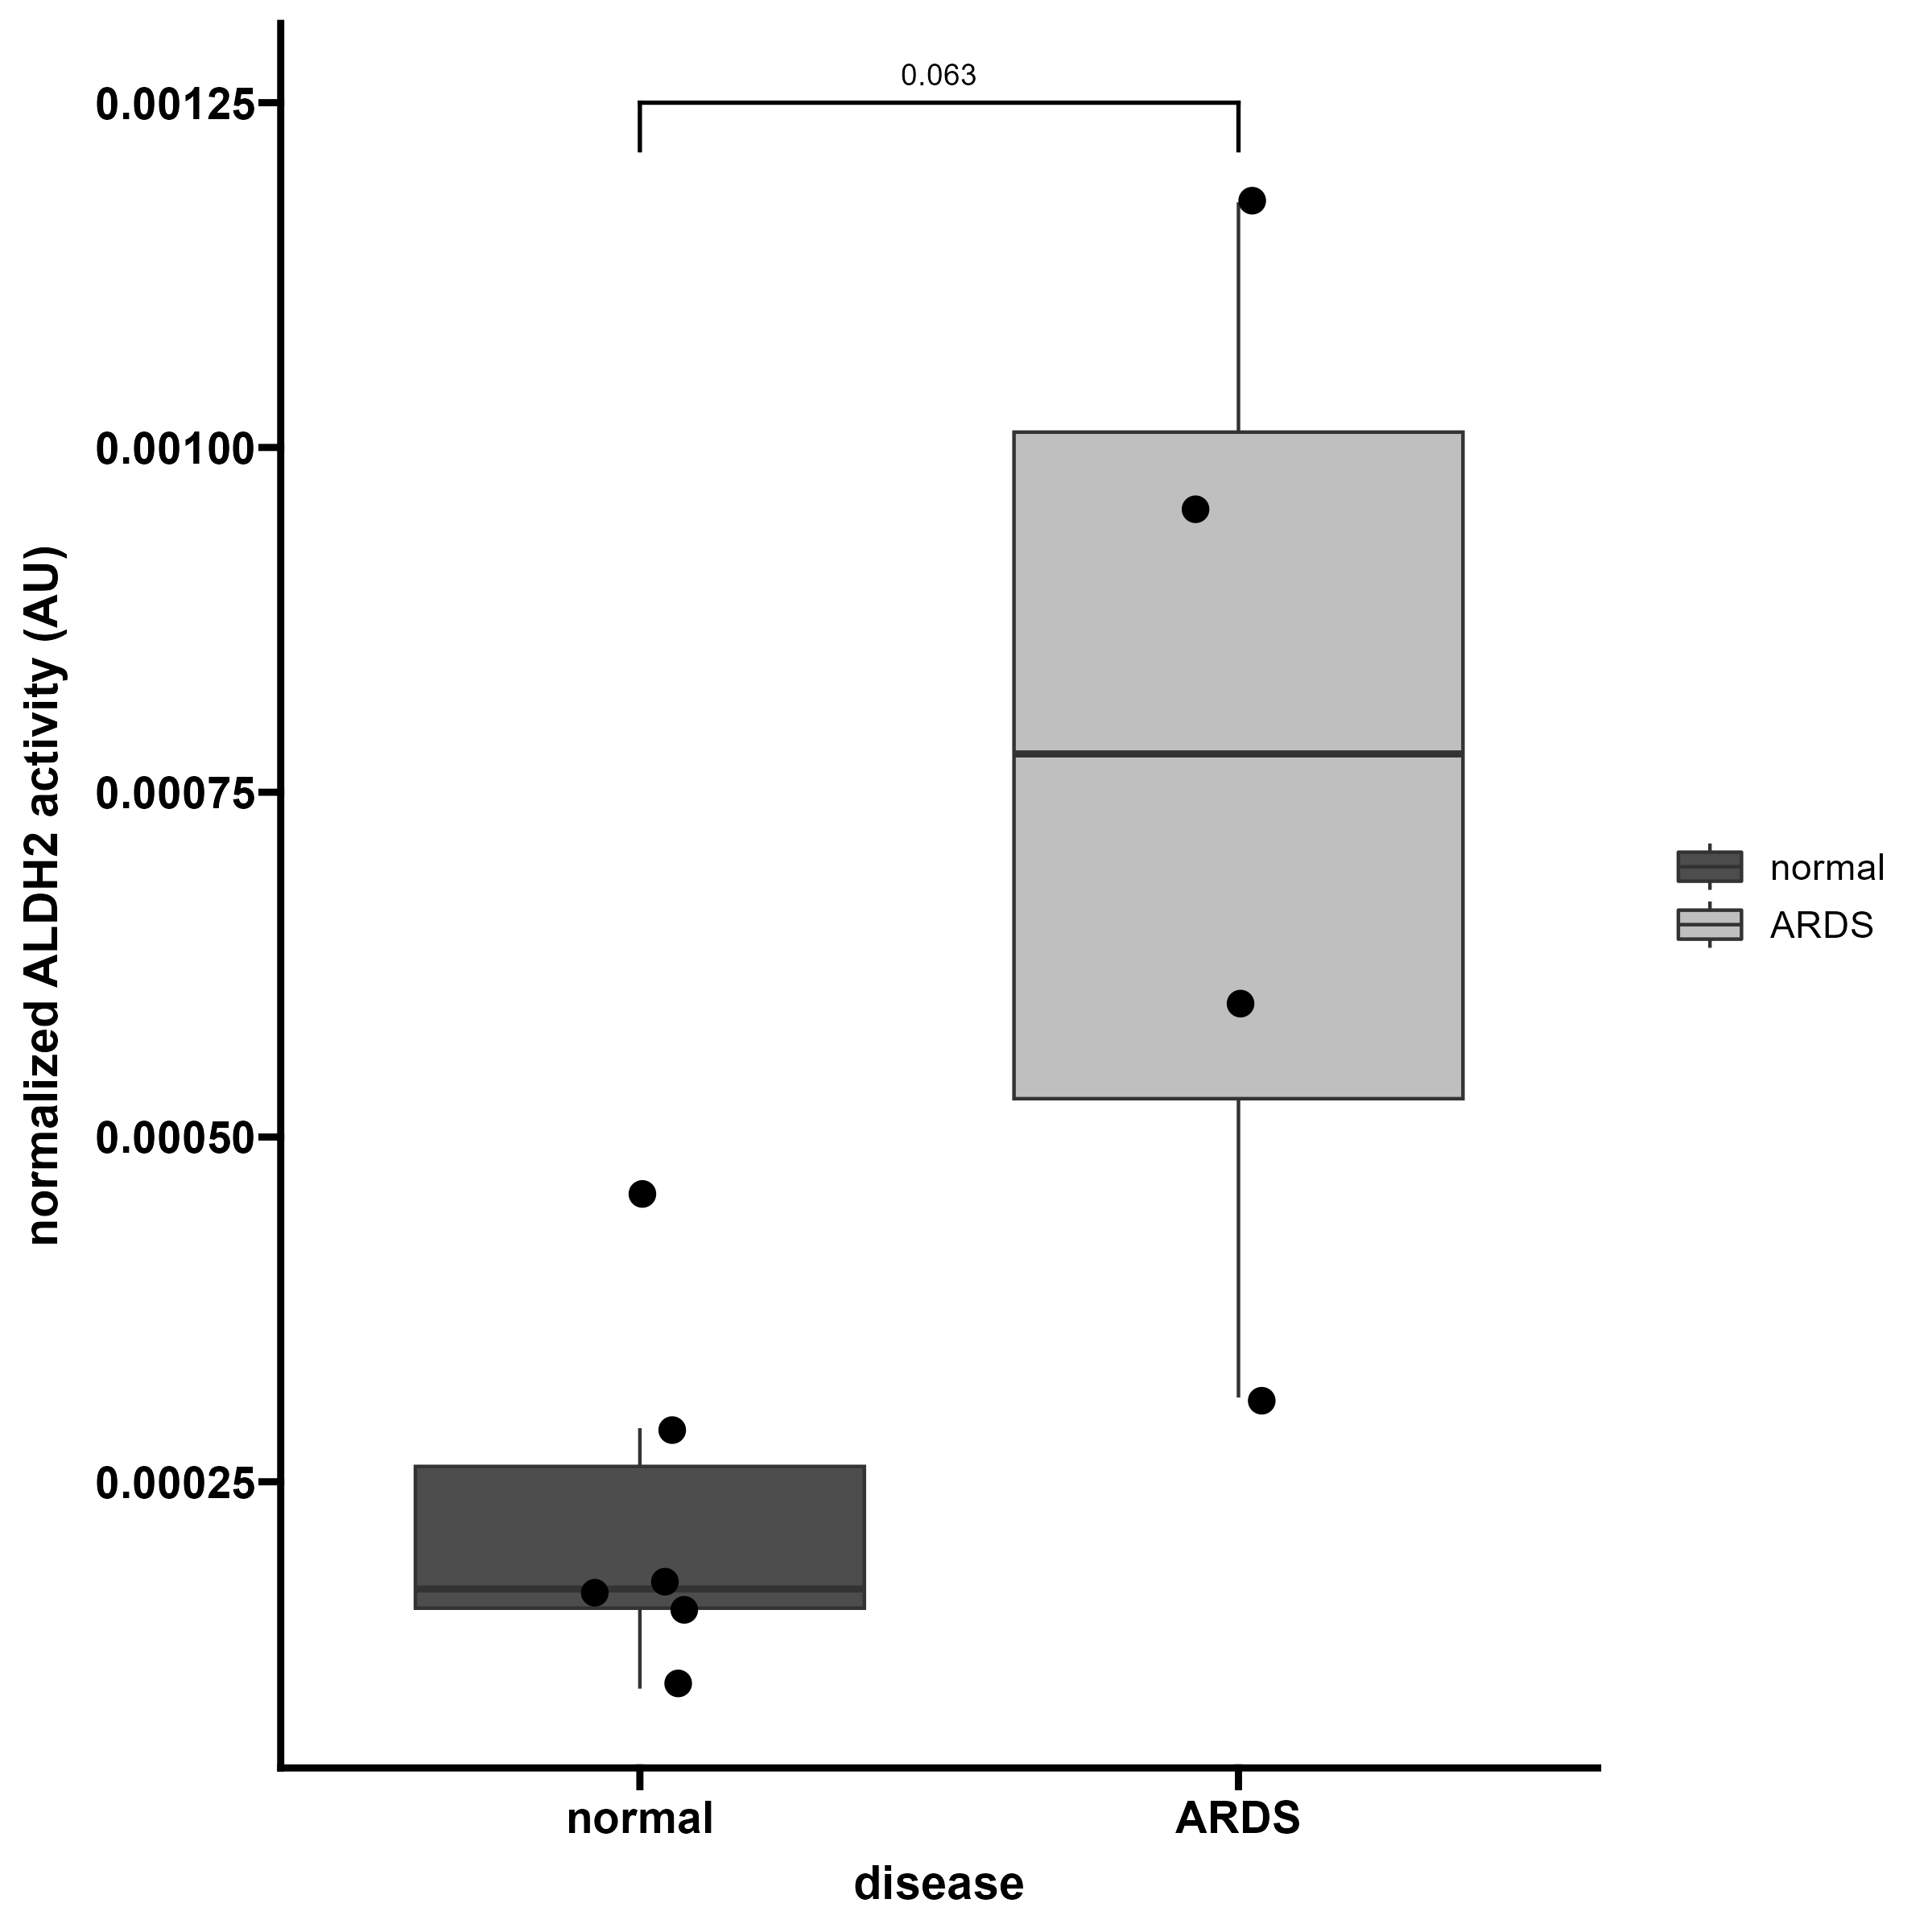 0.063
0.00125
0.00100
0.00075
0.00050
0.00025
normalized ALDH2 activity (AU)
normal
ARDS
disease
normal
ARDS